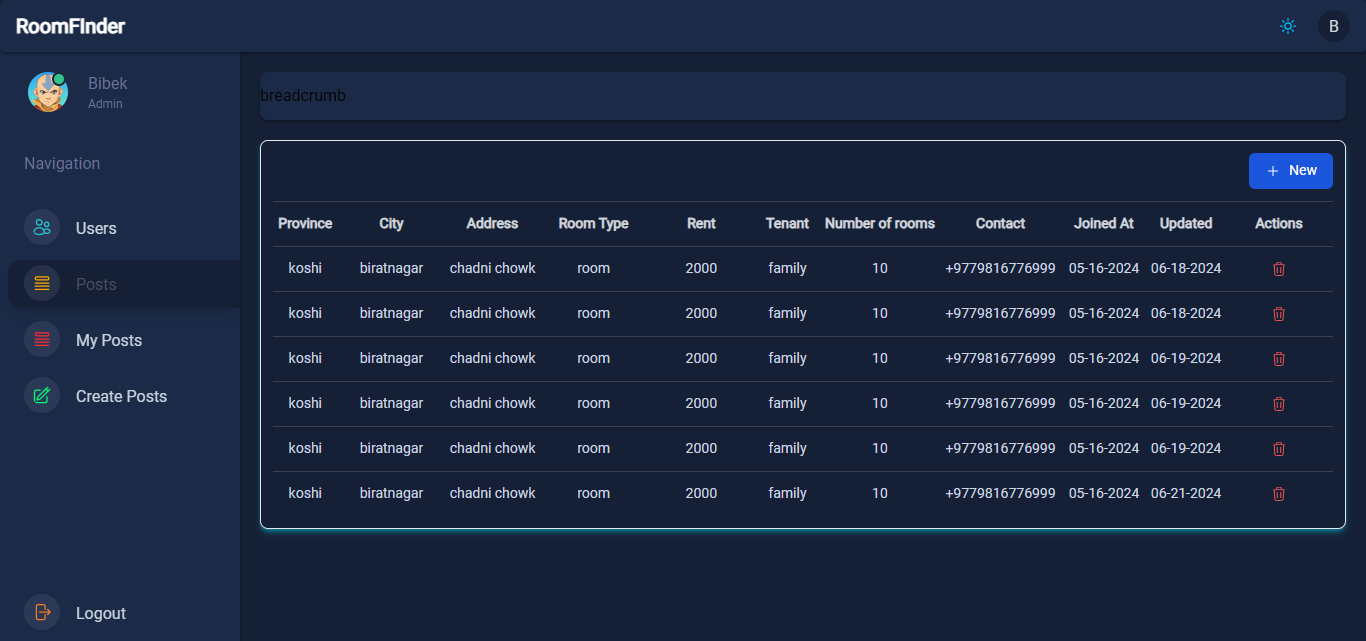 RoomFInder
B
Bibek
Admin
Navigation
Users
Posts
My Posts
Create Posts
Logout
breadcrumb
+ New
Province City Address Room Type Rent Tenant Number of rooms Contact Joined At Updated Actions
koshi biratnagar chadni chowk room 2000 family 10 +9779816776999 05-16-2024 06-18-2024
koshi biratnagar chadni chowk room 2000 family 10 +9779816776999 05-16-2024 06-18-2024
koshi biratnagar chadni chowk room 2000 family 10 +9779816776999 05-16-2024 06-19-2024
koshi biratnagar chadni chowk room 2000 family 10 +9779816776999 05-16-2024 06-19-2024
koshi biratnagar chadni chowk room 2000 family 10 +9779816776999 05-16-2024 06-19-2024
koshi biratnagar chadni chowk room 2000 family 10 +9779816776999 05-16-2024 06-21-2024